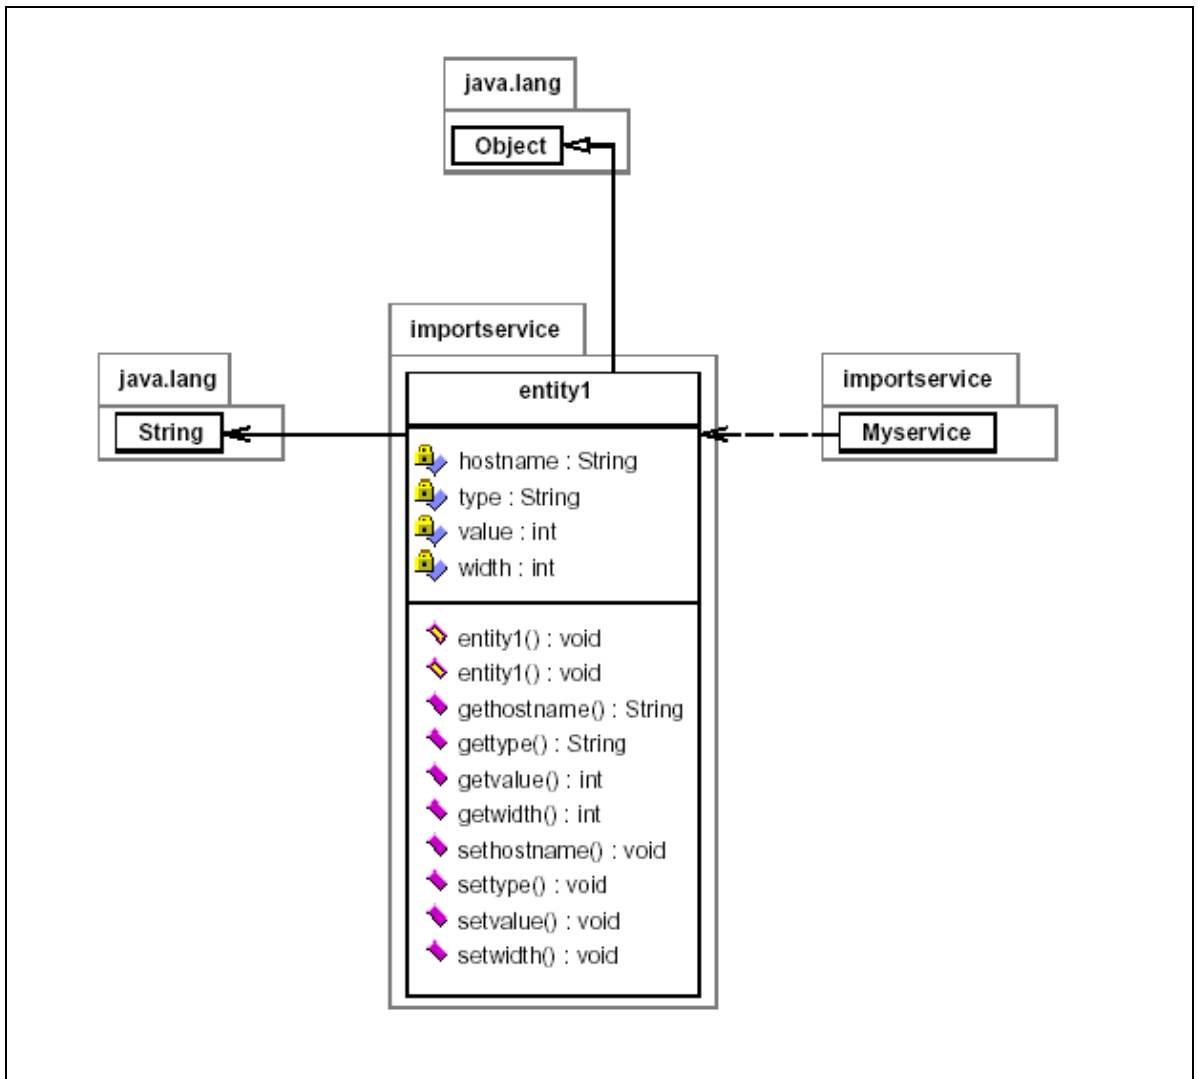 java.lang
Object
importservice
entity1
java.lang
String
importservice
Myservice
hostname : String
type : String
value : int
width : int
entity1() : void
entity1() : void
gethostname() : String
gettype() : String
getvalue() : int
getwidth() : int
sethostname() : void
settype() : void
setvalue() : void
setwidth() : void